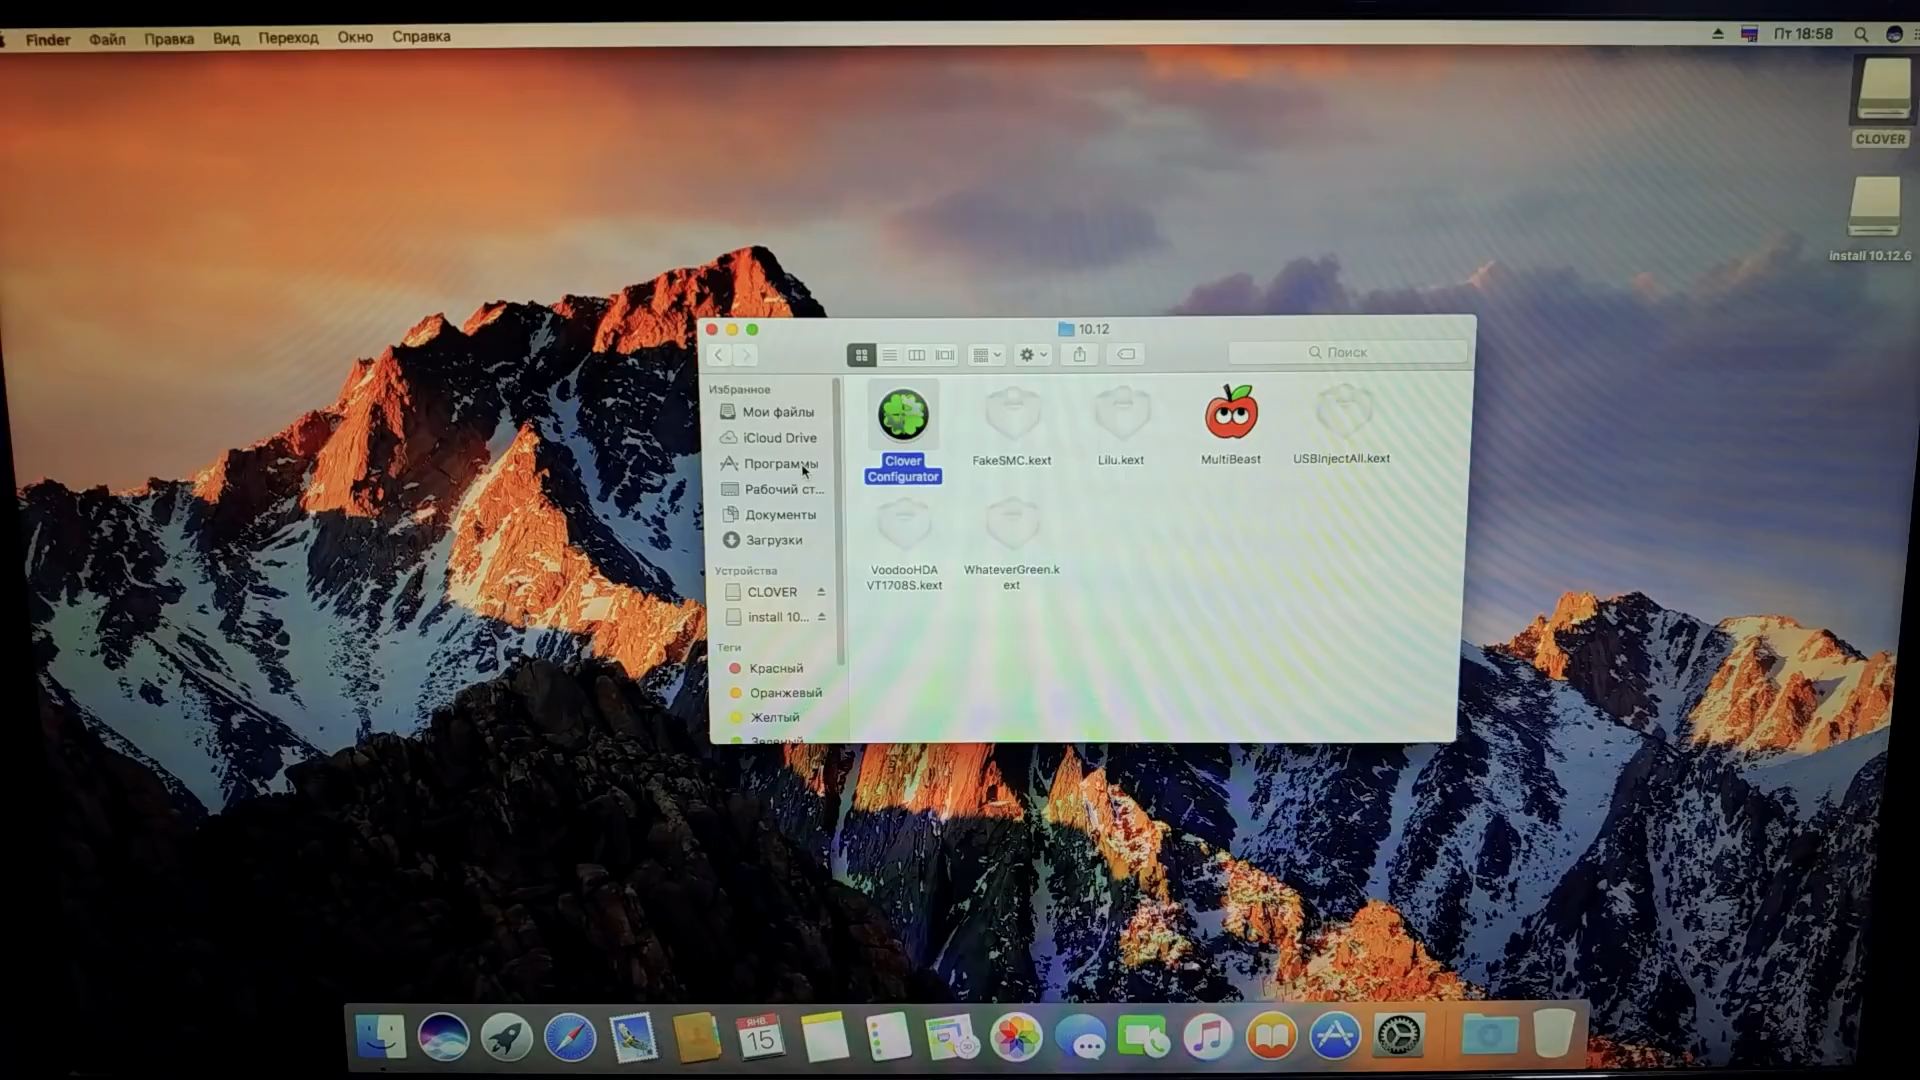 Finder Файл Правка Вид Переход Окно Справка Пт 18:58
CLOVER
install 10.12.6
10.12
Поиск
Избранное
Мои файлы
iCloud Drive
Программы
Рабочий ст...
Документы
Загрузки
Устройства
CLOVER
install 10...
Теги
Красный
Оранжевый
Желтый
Зеленый
Clover
Configurator
FakeSMC.kext
Lilu.kext
MultiBeast
USBInjectAll.kext
VoodooHDA
VT1708S.kext
WhateverGreen.k
ext
ЯНВ.
15